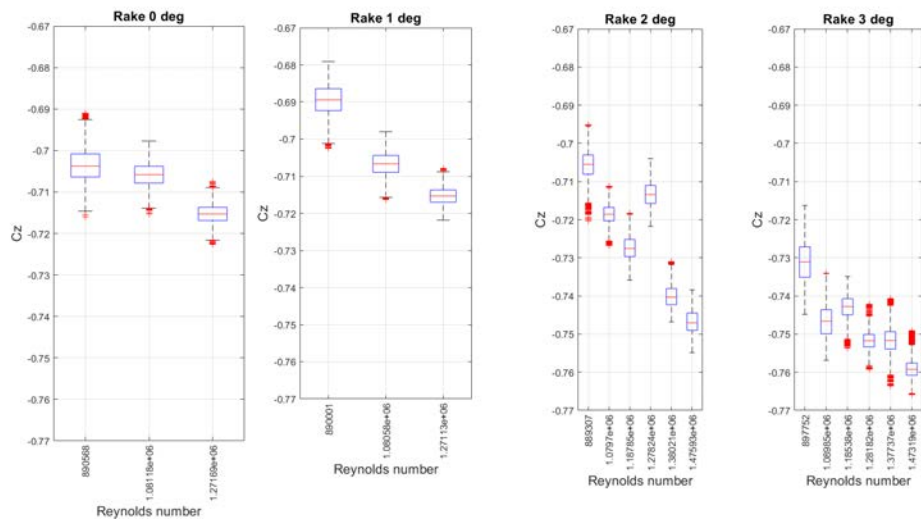 Rake 0 deg
-0.67
-0.68
-0.69
-0.7
-0.71
-0.72
-0.73
-0.74
-0.75
-0.76
-0.77
Cz
890568
1.08118e+06
1.27169e+06
Reynolds number
Rake 1 deg
-0.67
-0.68
-0.69
-0.7
-0.71
-0.72
-0.73
-0.74
-0.75
-0.76
-0.77
Cz
890001
1.08058e+06
1.27113e+06
Reynolds number
Rake 2 deg
-0.67
-0.68
-0.69
-0.7
-0.71
-0.72
-0.73
-0.74
-0.75
-0.76
-0.77
Cz
889307
1.0797e+06
1.18785e+06
1.27824e+06
1.38021e+06
1.47593e+06
Reynolds number
Rake 3 deg
-0.67
-0.68
-0.69
-0.7
-0.71
-0.72
-0.73
-0.74
-0.75
-0.76
-0.77
Cz
897752
1.08985e+06
1.18538e+06
1.28182e+06
1.37737e+06
1.47319e+06
Reynolds number